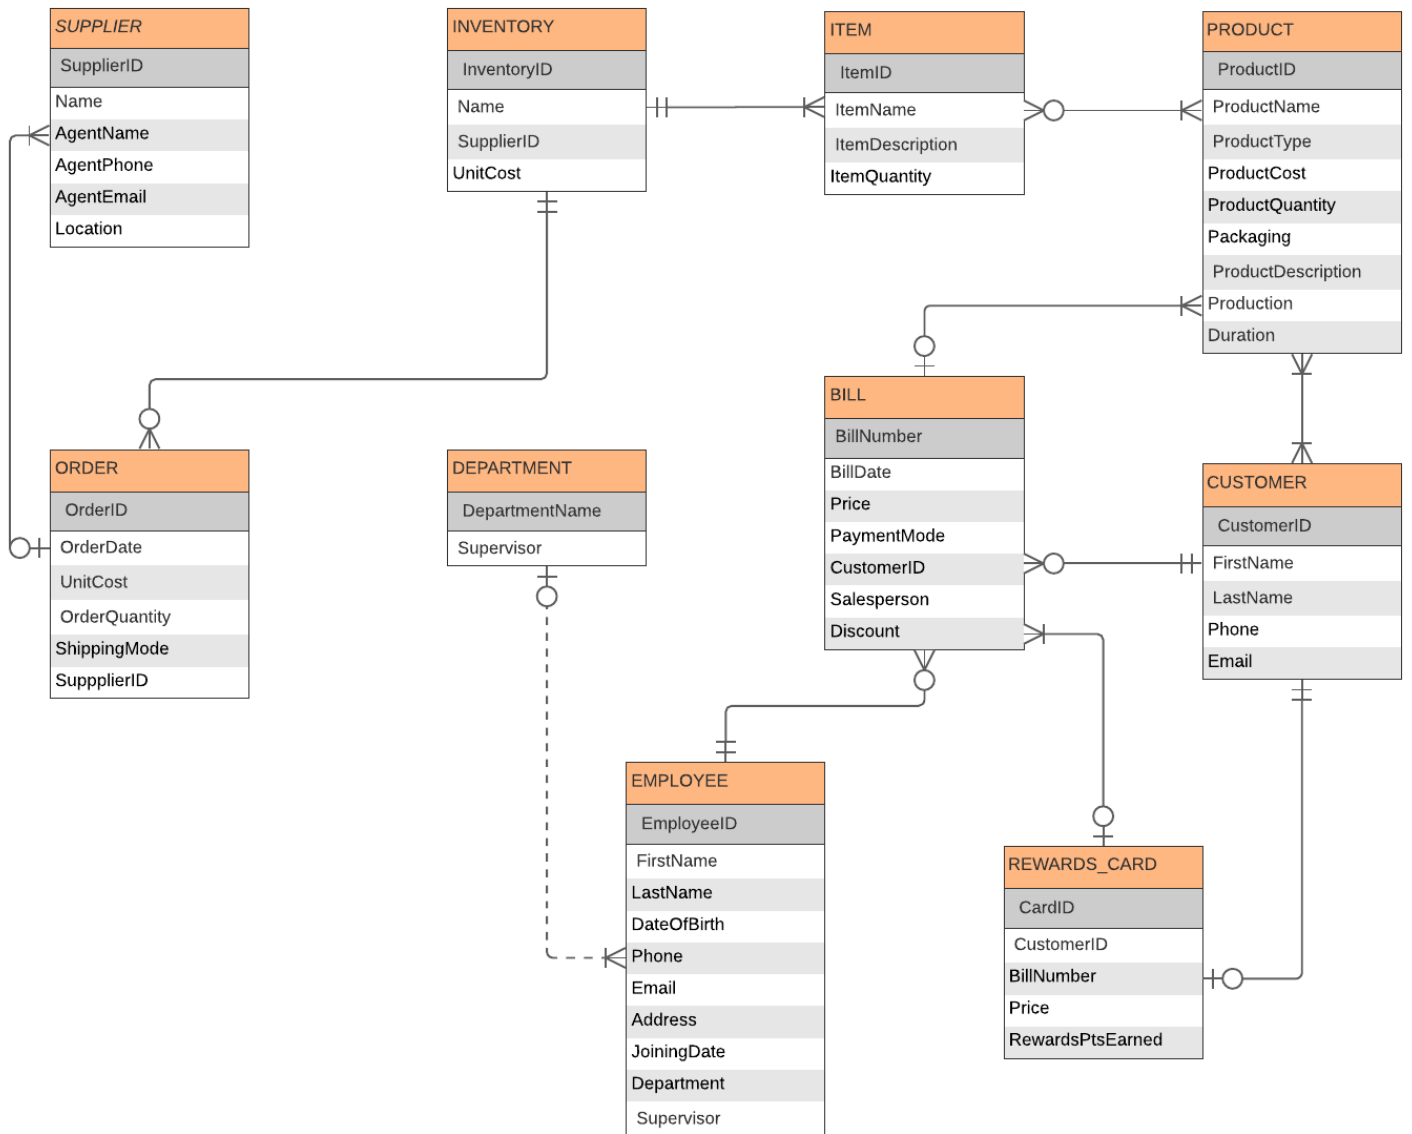 SUPPLIER
SupplierID
Name
AgentName
AgentPhone
AgentEmail
Location
INVENTORY
InventoryID
Name
SupplierID
UnitCost
ITEM
ItemID
ItemName
ItemDescription
ItemQuantity
PRODUCT
ProductID
ProductName
ProductType
ProductCost
ProductQuantity
Packaging
ProductDescription
Production
Duration
ORDER
OrderID
OrderDate
UnitCost
OrderQuantity
ShippingMode
SuppplierID
DEPARTMENT
DepartmentName
Supervisor
BILL
BillNumber
BillDate
Price
PaymentMode
CustomerID
Salesperson
Discount
CUSTOMER
CustomerID
FirstName
LastName
Phone
Email
EMPLOYEE
EmployeeID
FirstName
LastName
DateOfBirth
Phone
Email
Address
JoiningDate
Department
Supervisor
REWARDS_CARD
CardID
CustomerID
BillNumber
Price
RewardsPtsEarned